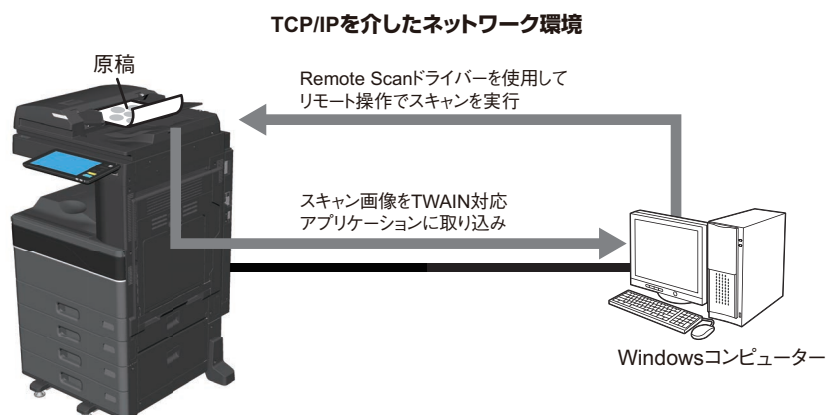 TCP/IPを介したネットワーク環境
原稿
Remote Scanドライバーを使用して
リモート操作でスキャンを実行
スキャン画像をTWAIN対応
アプリケーションに取り込み
Windowsコンピューター